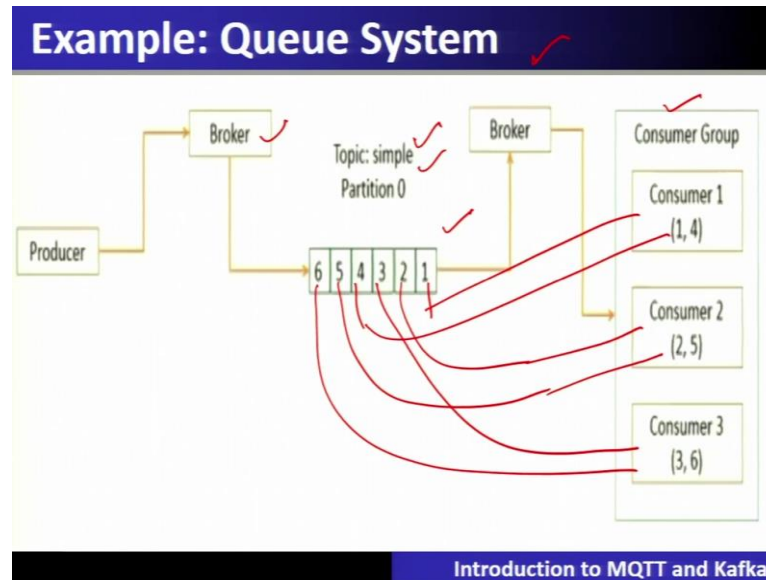 Example: Queue System
Broker
Broker
Topic: simple
Partition 0
Producer
6 5 4 3 2 1
Consumer Group
Consumer 1
(1, 4)
Consumer 2
(2, 5)
Consumer 3
(3, 6)
Introduction to MQTT and Kafka